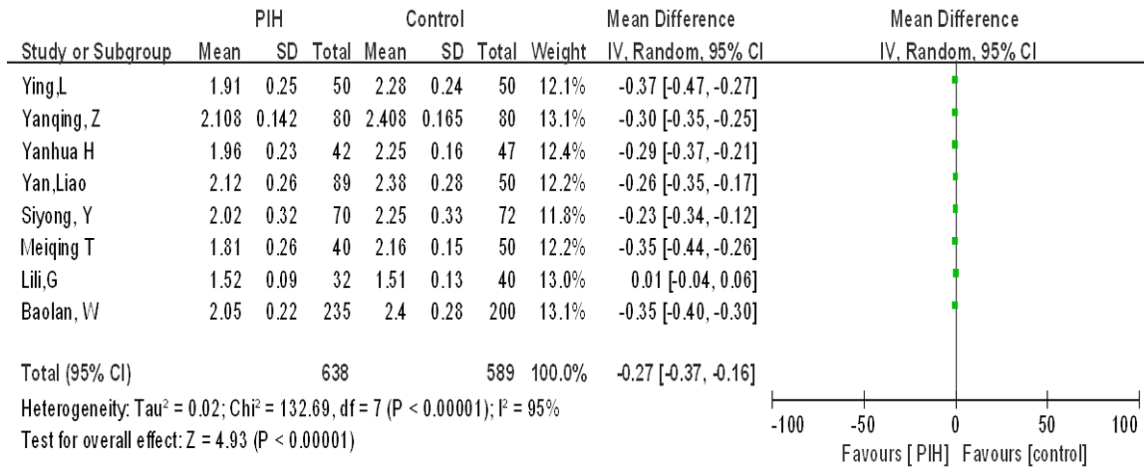 PIH Control Mean Difference Mean Difference
Study or Subgroup Mean SD Total Mean SD Total Weight IV, Random, 95% CI IV, Random, 95% CI
Ying,L 1.91 0.25 50 2.28 0.24 50 12.1% -0.37 [-0.47, -0.27]
Yanqing, Z 2.108 0.142 80 2.408 0.165 80 13.1% -0.30 [-0.35, -0.25]
Yanhua H 1.96 0.23 42 2.25 0.16 47 12.4% -0.29 [-0.37, -0.21]
Yan,Liao 2.12 0.26 89 2.38 0.28 50 12.2% -0.26 [-0.35, -0.17]
Siyong, Y 2.02 0.32 70 2.25 0.33 72 11.8% -0.23 [-0.34, -0.12]
Meiqing T 1.81 0.26 40 2.16 0.15 50 12.2% -0.35 [-0.44, -0.26]
Lili,G 1.52 0.09 32 1.51 0.13 40 13.0% 0.01 [-0.04, 0.06]
Baolan, W 2.05 0.22 235 2.4 0.28 200 13.1% -0.35 [-0.40, -0.30]
Total (95% CI) 638 589 100.0% -0.27 [-0.37, -0.16]
Heterogeneity: Tau² = 0.02; Chi² = 132.69, df = 7 (P < 0.00001); I² = 95%
Test for overall effect: Z = 4.93 (P < 0.00001)
-100 -50 0 50 100
Favours [ PIH] Favours [control]